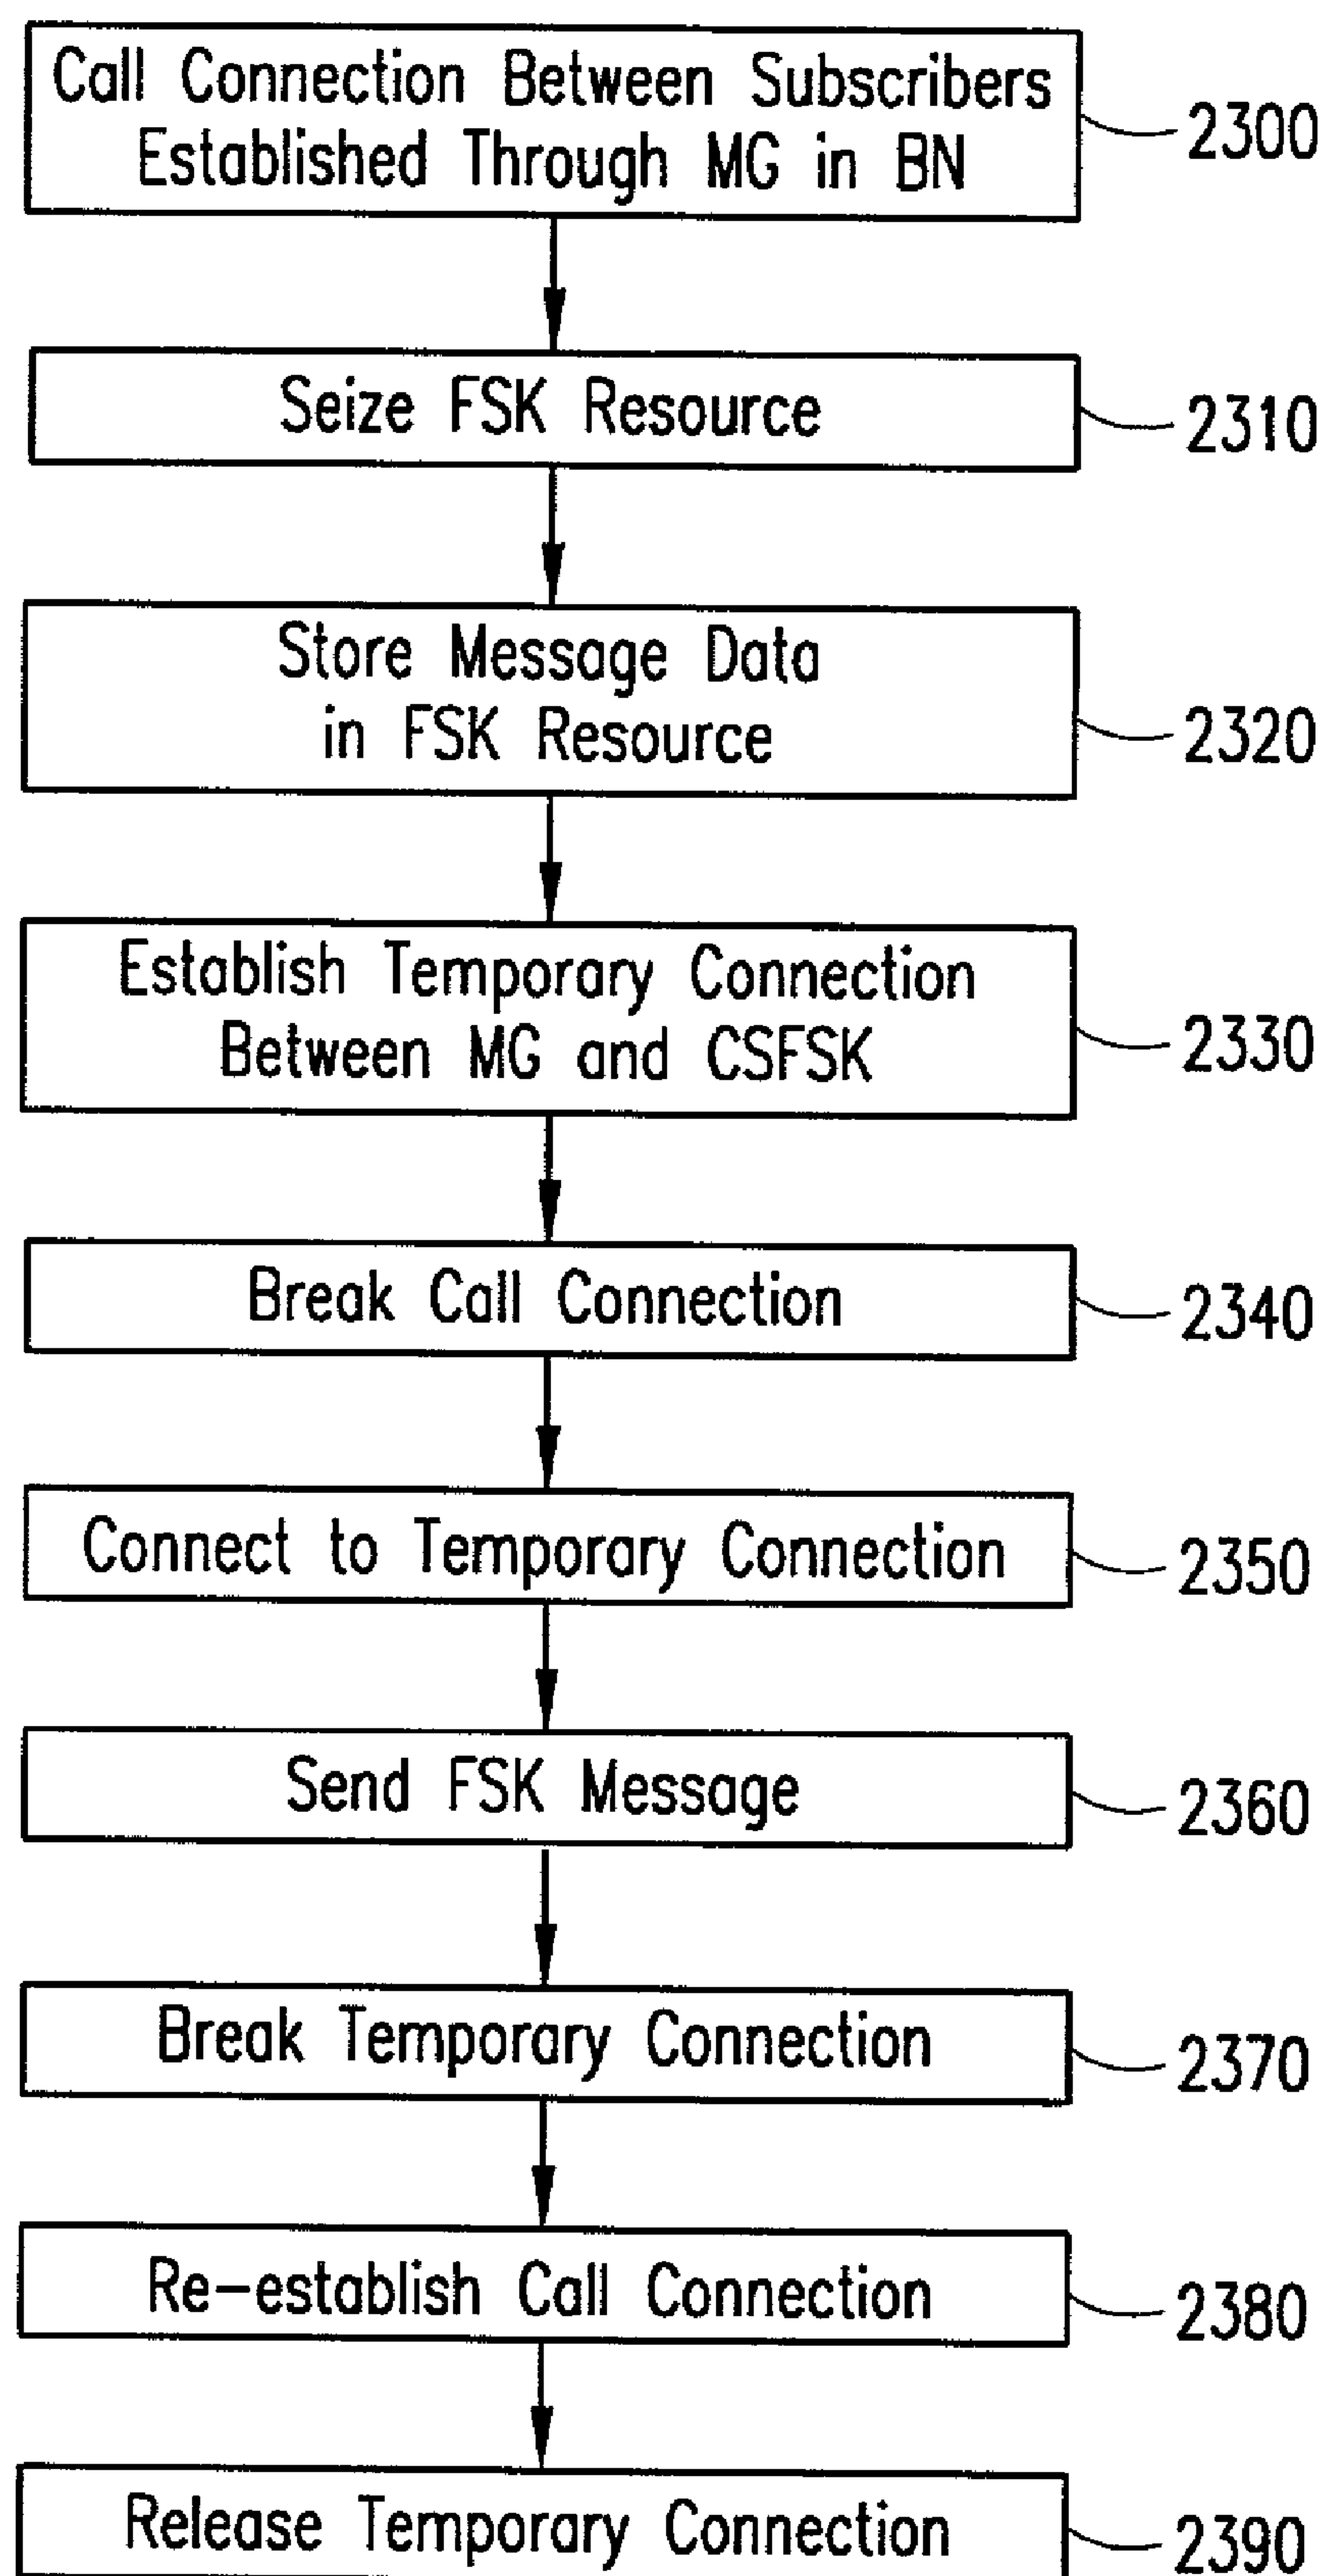 Call Connection Between Subscribers
Established Through MG in BN
2300
Seize FSK Resource
2310
Store Message Data
in FSK Resource
2320
Establish Temporary Connection
Between MG and CSFSK
2330
Break Call Connection
2340
Connect to Temporary Connection
2350
Send FSK Message
2360
Break Temporary Connection
2370
Re-establish Call Connection
2380
Release Temporary Connection
2390